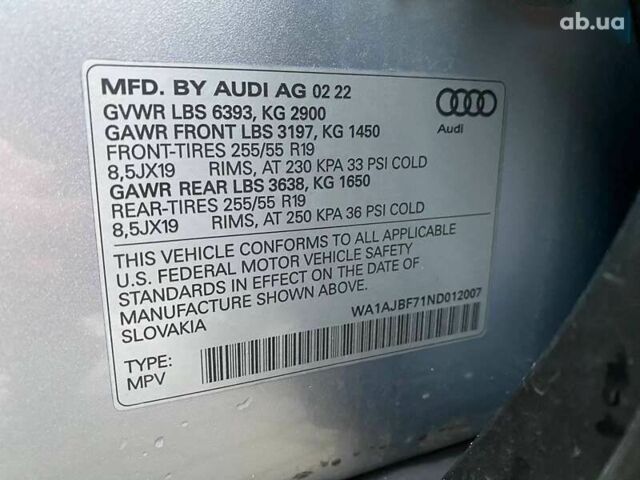 ab.ua
MFD. BY AUDI AG 02 22
GVWR LBS 6393, KG 2900
GAWR FRONT LBS 3197, KG 1450
FRONT-TIRES 255/55 R19
8,5JX19 RIMS, AT 230 KPA 33 PSI COLD
GAWR REAR LBS 3638, KG 1650
REAR-TIRES 255/55 R19
8,5JX19 RIMS, AT 250 KPA 36 PSI COLD
Audi
THIS VEHICLE CONFORMS TO ALL APPLICABLE
U.S. FEDERAL MOTOR VEHICLE SAFETY
STANDARDS IN EFFECT ON THE DATE OF
MANUFACTURE SHOWN ABOVE.
SLOVAKIA
WA1AJBF71ND012007
TYPE:
MPV